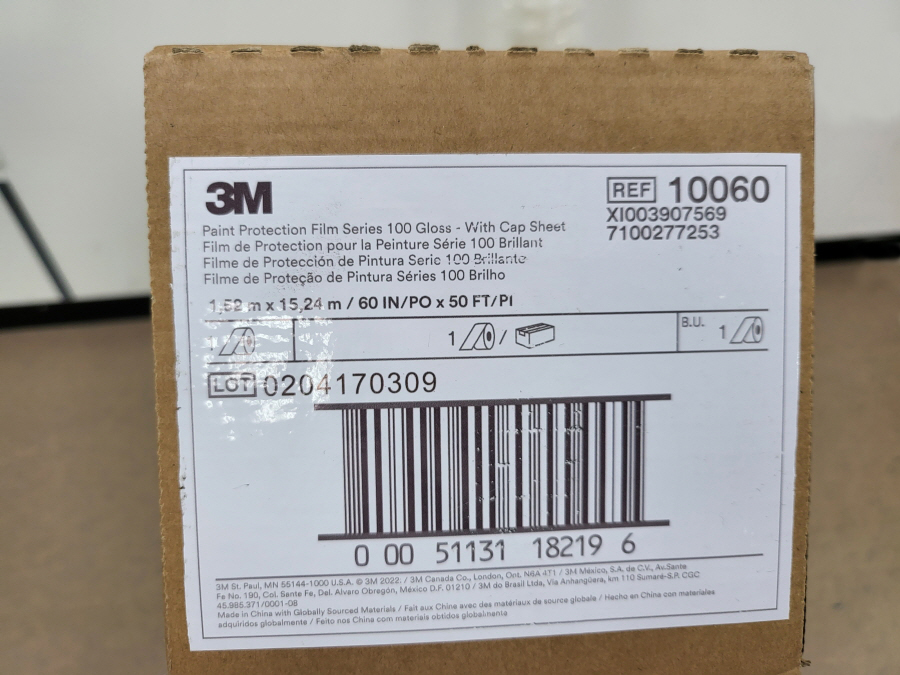 3M
REF 10060
XI003907569
7100277253
Paint Protection Film Series 100 Gloss - With Cap Sheet
Film de Protection pour la Peinture Série 100 Brillant
Filme de Protección de Pintura Serie 100 Brillante
Filme de Proteção de Pintura Séries 100 Brilho
1,52 m x 15,24 m / 60 IN/PO x 50 FT/PI
1 /
B.U. 1
LOT 0204170309
0 00 51131 18219 6
3M St. Paul, MN 55144-1000 U.S.A. © 3M 2022. / 3M Canada Co., London, Ont. N6A 4T1 / 3M México, S.A. de C.V., Av.Sante
Fe No. 190, Col. Sante Fe, Del. Alvaro Obregón, México D.F. 01210 / 3M do Brasil Ltda, Via Anhangüera, km 110 Sumaré-S.P. CGC
45.985.371/0001-08
Made in China with Globally Sourced Materials / Fait aux Chine avec des matériaux de source globale / Hecho en China con materiales
adquiridos globalmente / Feito nos China com materiais obtidos globalmente